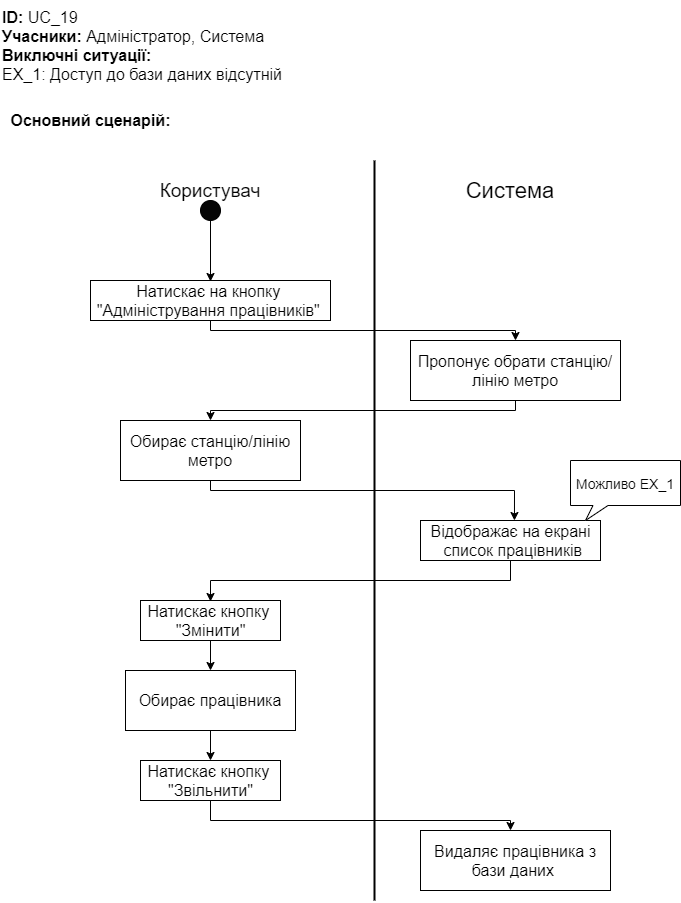 ID: UC_19
Учасники: Адміністратор, Система
Виключні ситуації:
EX_1: Доступ до бази даних відсутній
Основний сценарій:
Користувач
Система
Натискає на кнопку
"Адміністрування працівників"
Пропонує обрати станцію/
лінію метро
Обирає станцію/лінію
метро
Можливо EX_1
Відображає на екрані
список працівників
Натискає кнопку
"Змінити"
Обирає працівника
Натискає кнопку
"Звільнити"
Видаляє працівника з
бази даних